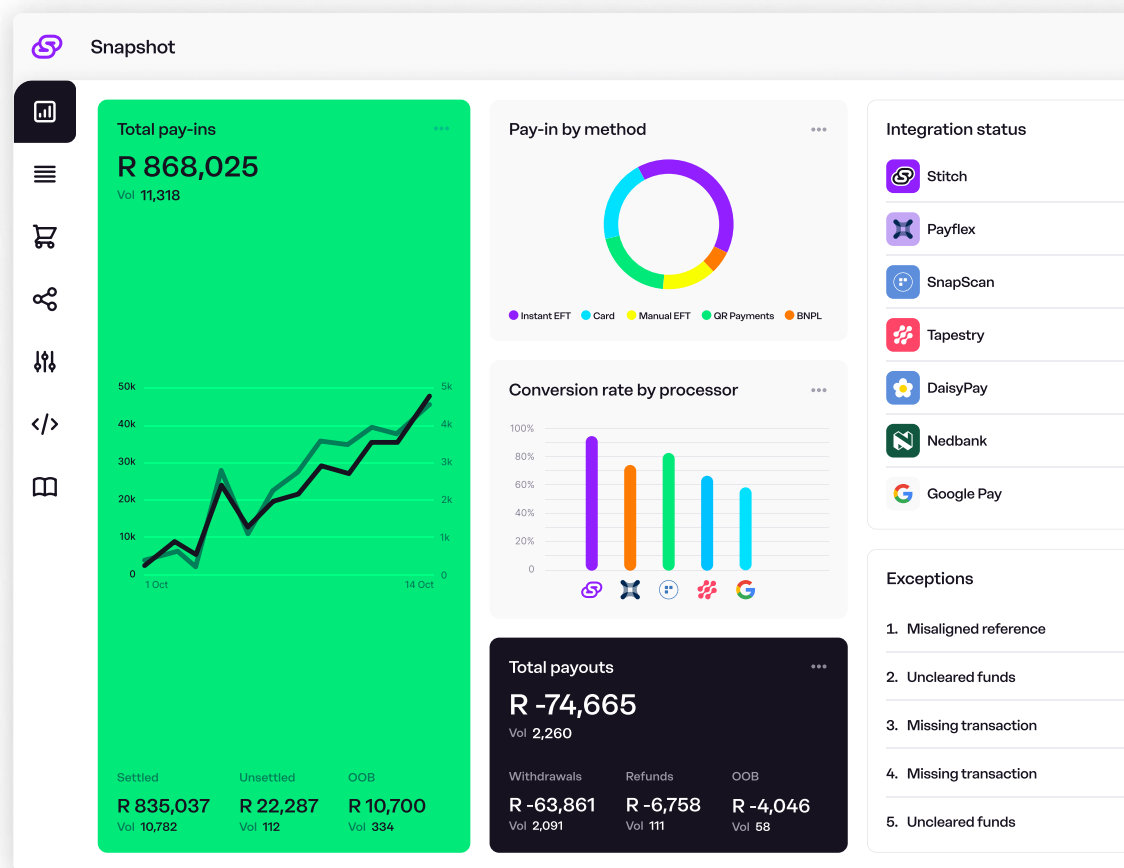 Snapshot
Total pay-ins
R 868,025
Vol 11,318
50k
40k
30k
20k
10k
0
5k
4k
3k
2k
1k
0
1 Oct
14 Oct
Settled
R 835,037
Vol 10,782
Unsettled
R 22,287
Vol 112
OOB
R 10,700
Vol 334
Pay-in by method
Instant EFT
Card
Manual EFT
QR Payments
BNPL
Conversion rate by processor
100%
80%
60%
40%
20%
0
Total payouts
R -74,665
Vol 2,260
Withdrawals
R -63,861
Vol 2,091
Refunds
R -6,758
Vol 111
OOB
R -4,046
Vol 58
Integration status
Stitch
Payflex
SnapScan
Tapestry
DaisyPay
Nedbank
Google Pay
Exceptions
1. Misaligned reference
2. Uncleared funds
3. Missing transaction
4. Missing transaction
5. Uncleared funds